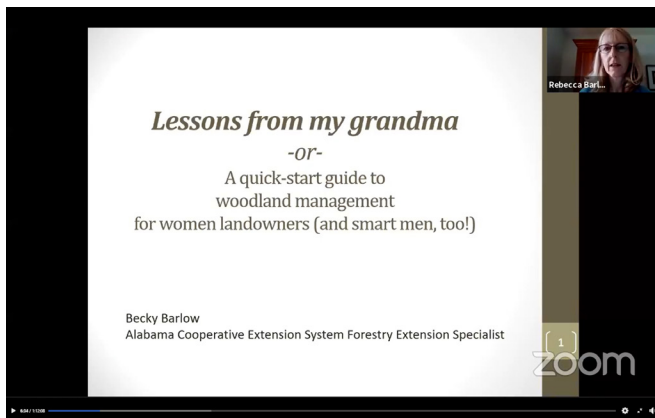 Lessons from my grandma
-or-
A quick-start guide to
woodland management
for women landowners (and smart men, too!)
Becky Barlow
Alabama Cooperative Extension System Forestry Extension Specialist
Rebecca Barl...
1
zoom